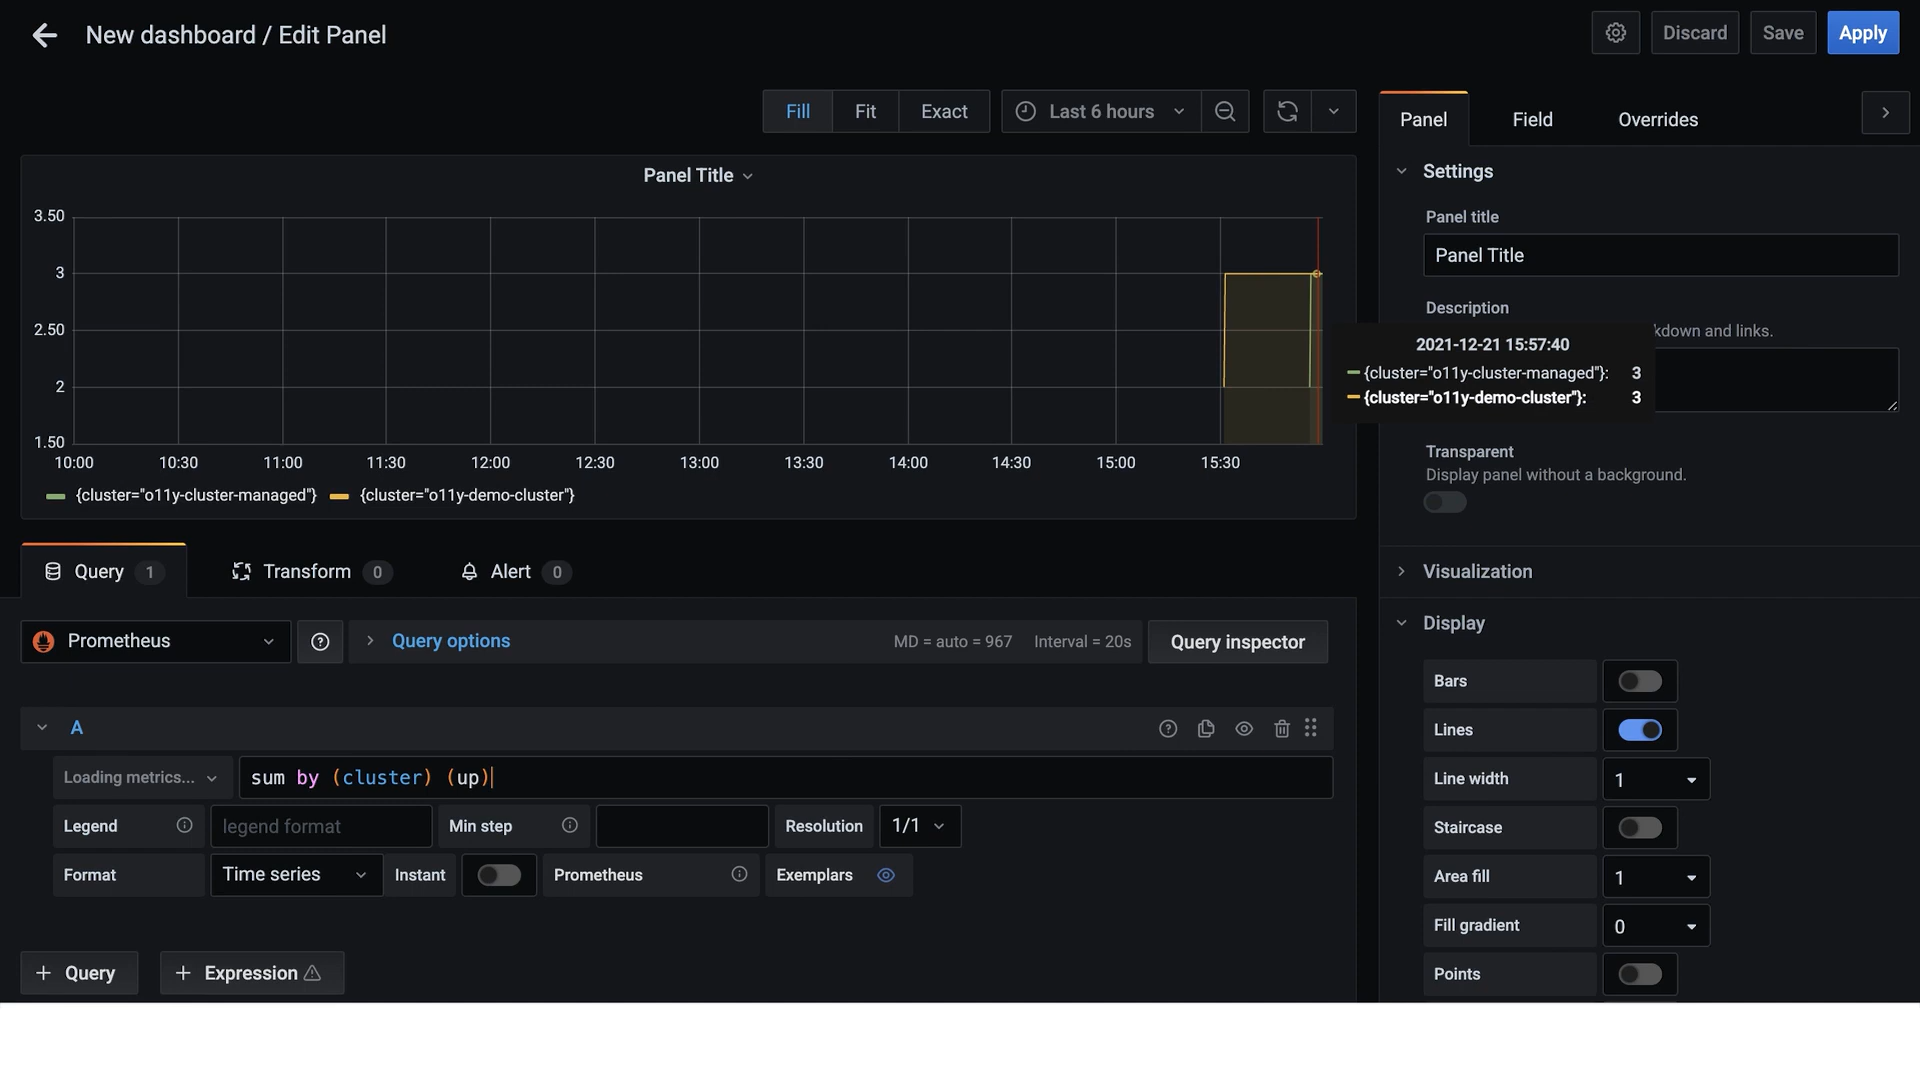 New dashboard / Edit Panel
Discard
Save
Apply
Fill
Fit
Exact
Last 6 hours
Panel
Field
Overrides
Panel Title
3.50
3
2.50
2
1.50
10:00
10:30
11:00
11:30
12:00
12:30
13:00
13:30
14:00
14:30
15:00
15:30
{cluster="o11y-cluster-managed"}
{cluster="o11y-demo-cluster"}
Settings
Panel title
Panel Title
Description
kdown and links.
2021-12-21 15:57:40
{cluster="o11y-cluster-managed"}: 3
{cluster="o11y-demo-cluster"}: 3
Transparent
Display panel without a background.
Visualization
Display
Bars
Lines
Line width 1
Staircase
Area fill 1
Fill gradient 0
Points
Query 1
Transform 0
Alert 0
Prometheus
Query options
MD = auto = 967
Interval = 20s
Query inspector
A
Loading metrics...
sum by (cluster) (up)
Legend
legend format
Min step
Resolution
1/1
Format
Time series
Instant
Prometheus
Exemplars
+ Query
+ Expression